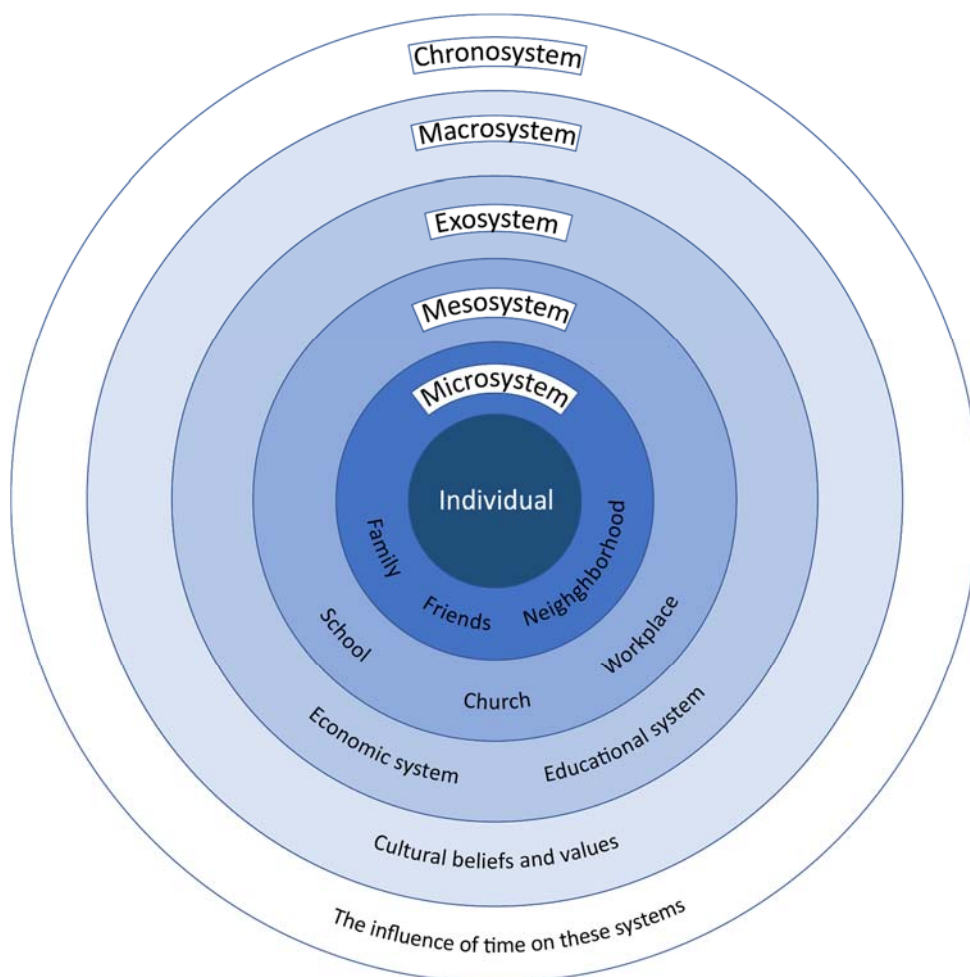 Chronosystem
Macrosystem
Exosystem
Mesosystem
Microsystem
Individual
Family
Friends
Neighghborhood
School
Church
Workplace
Economic system
Educational system
Cultural beliefs and values
The influence of time on these systems